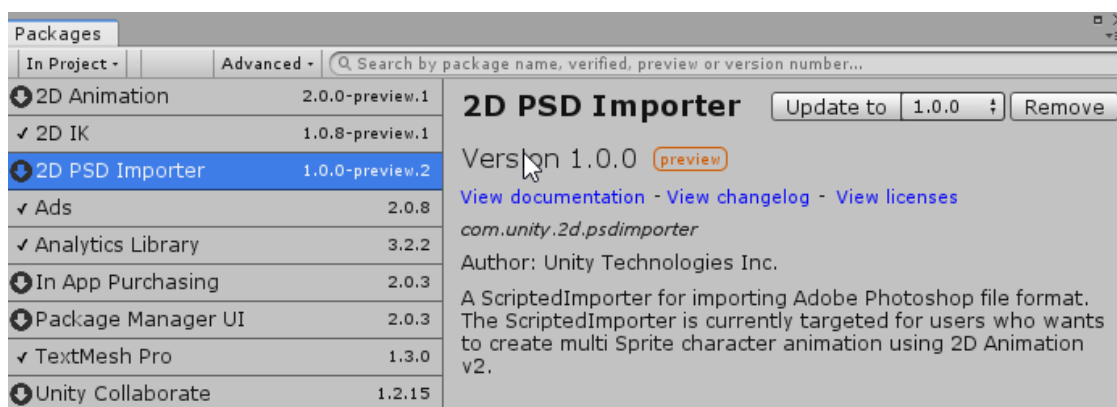 Packages
In Project Advanced Search by package name, verified, preview or version number...
2D Animation 2.0.0-preview.1
2D IK 1.0.8-preview.1
2D PSD Importer 1.0.0-preview.2
Ads 2.0.8
Analytics Library 3.2.2
In App Purchasing 2.0.3
Package Manager UI 2.0.3
TextMesh Pro 1.3.0
Unity Collaborate 1.2.15
2D PSD Importer Update to 1.0.0 Remove
Version 1.0.0 preview
View documentation - View changelog - View licenses
com.unity.2d.psdimporter
Author: Unity Technologies Inc.
A ScriptedImporter for importing Adobe Photoshop file format.
The ScriptedImporter is currently targeted for users who wants
to create multi Sprite character animation using 2D Animation
v2.